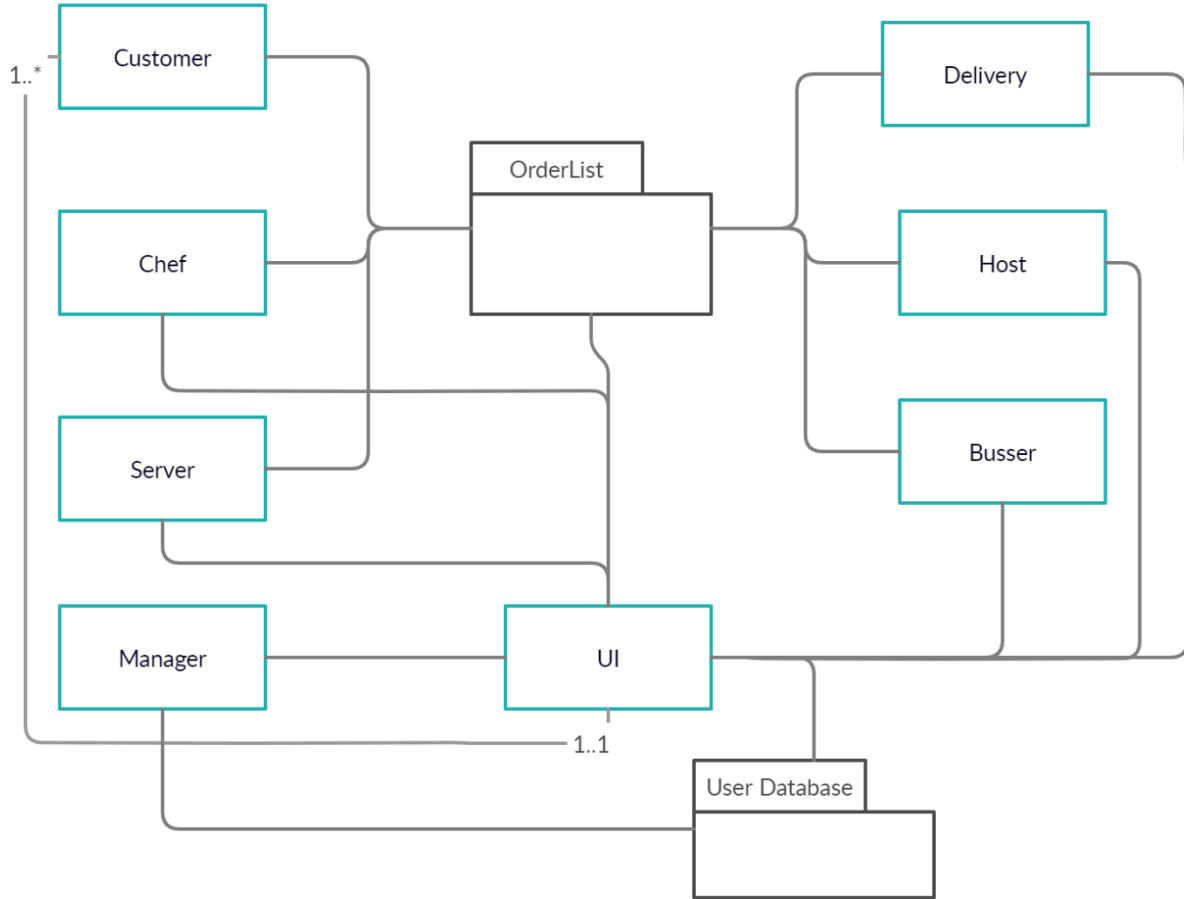 Customer
Delivery
1..*
OrderList
Chef
Host
Server
Busser
Manager
UI
1..1
User Database